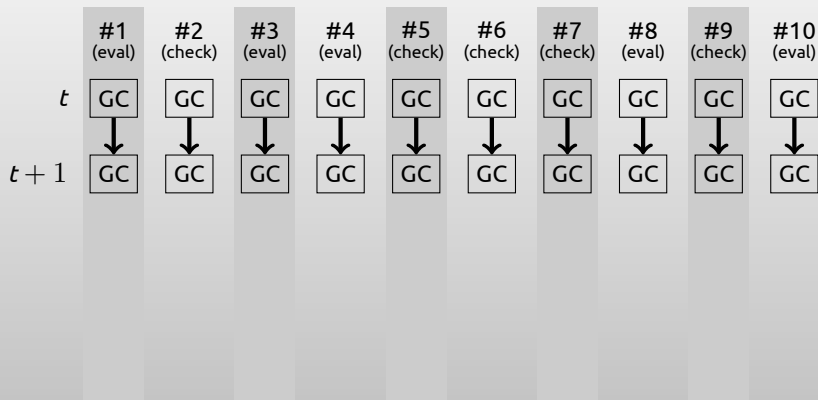 #1 #2 #3 #4 #5 #6 #7 #8 #9 #10
(eval) (check) (eval) (eval) (check) (check) (check) (eval) (check) (eval)
t GC GC GC GC GC GC GC GC GC GC
t + 1 GC GC GC GC GC GC GC GC GC GC